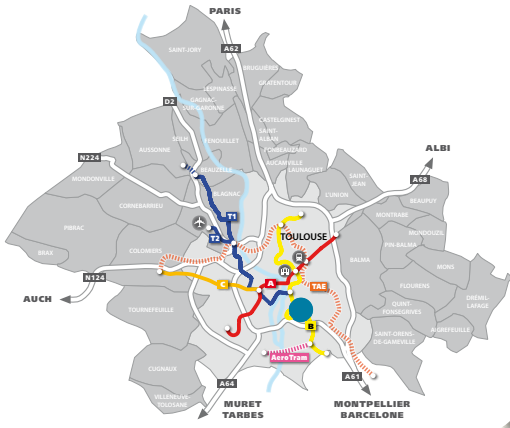 PARIS
A62
SAINT-JORY
BRUGUIÈRES
LESPINASSE
GRATENTOUR
GAGNAC-
SUR-GARONNE
D2
CASTELGINEST
SAINT-
ALBAN
SEILH
FENOUILLET
FONBEAUZARD
AUSSONNE
AUCAMVILLE
LAUNAGUET
ALBI
N224
BEAUZELLE
SAINT-
JEAN
A68
MONDONVILLE
BLAGNAC
L'UNION
BEAUPUY
CORNEBARRIEU
T1
MONTRABE
PIBRAC
TOULOUSE
MONDOUZIL
T2
PIN-BALMA
BRAX
COLOMIERS
BALMA
MONS
N124
C
A
TAE
FLOURENS
DRÉMIL-
LAFAGE
AUCH
TOURNEFEUILLE
QUINT-
FONSEGRIVES
B
AIGREFEUILLE
SAINT-ORENS
DE-GAMEVILLE
AeroTram
CUGNAUX
A64
A61
VILLENEUVE-
TOLOSANE
MURET
TARBES
MONTPELLIER
BARCELONE